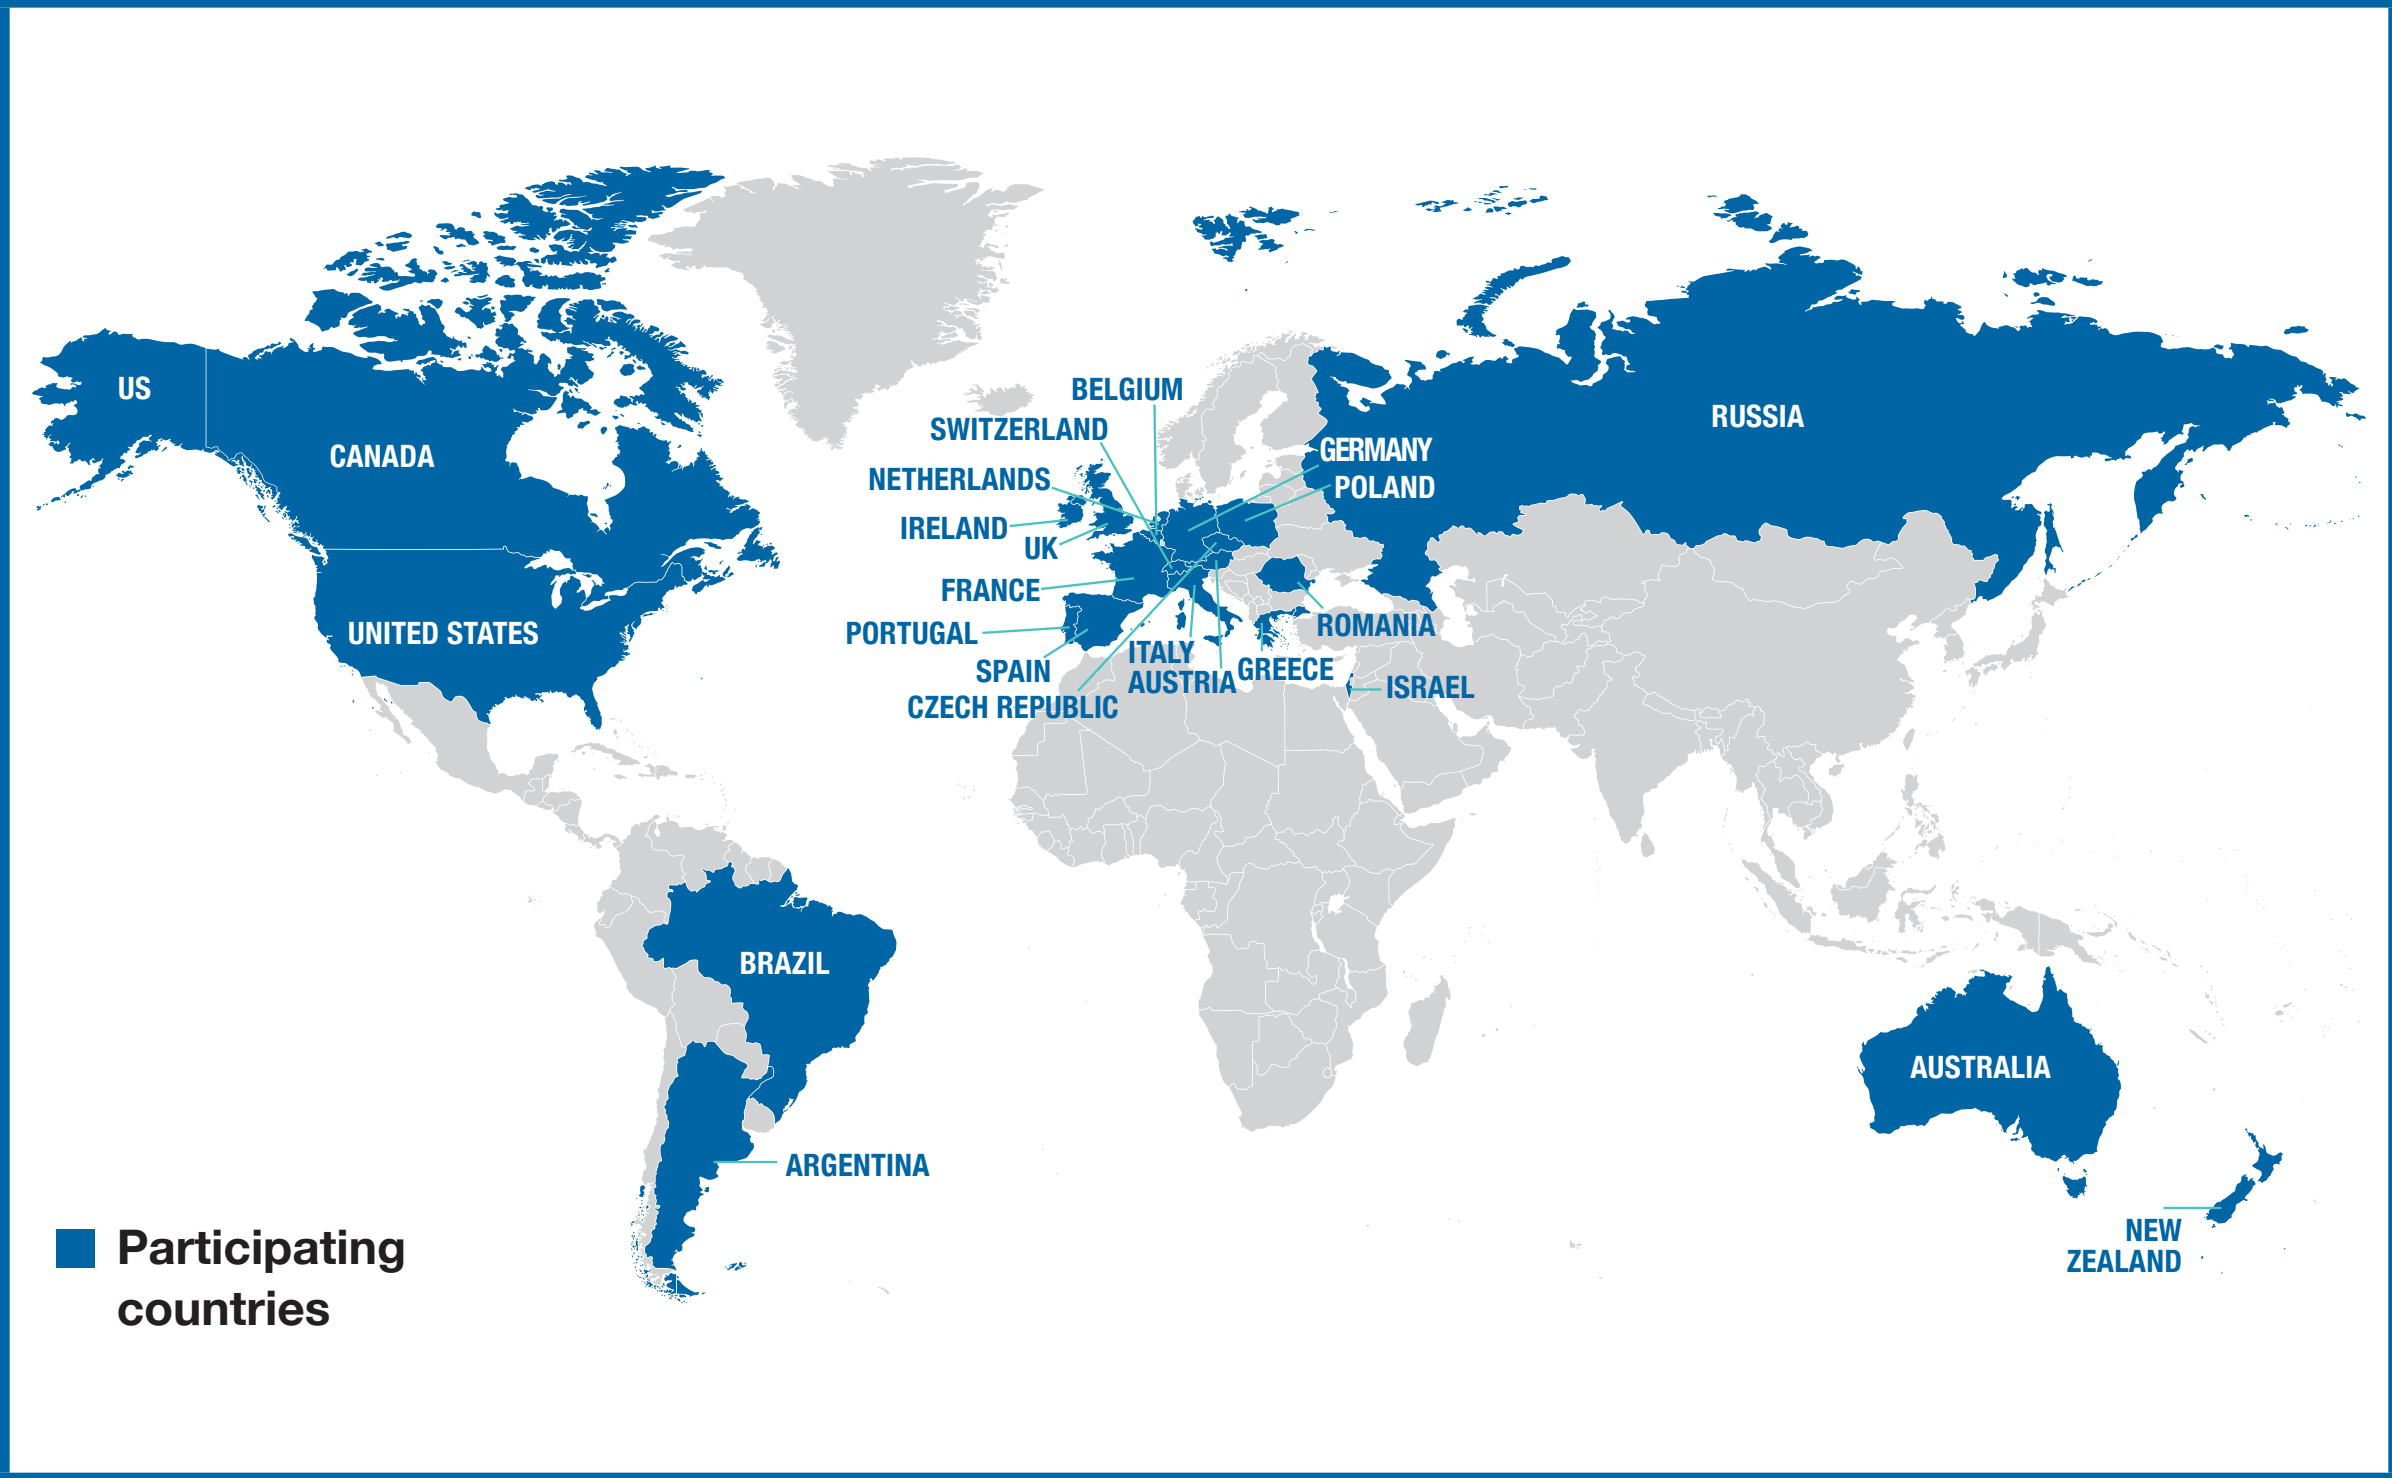 US
CANADA
UNITED STATES
BELGIUM
SWITZERLAND
NETHERLANDS
IRELAND
UK
FRANCE
PORTUGAL
SPAIN
CZECH REPUBLIC
ITALY
AUSTRIA
GREECE
ROMANIA
ISRAEL
GERMANY
POLAND
RUSSIA
BRAZIL
ARGENTINA
AUSTRALIA
NEW
ZEALAND
Participating
countries